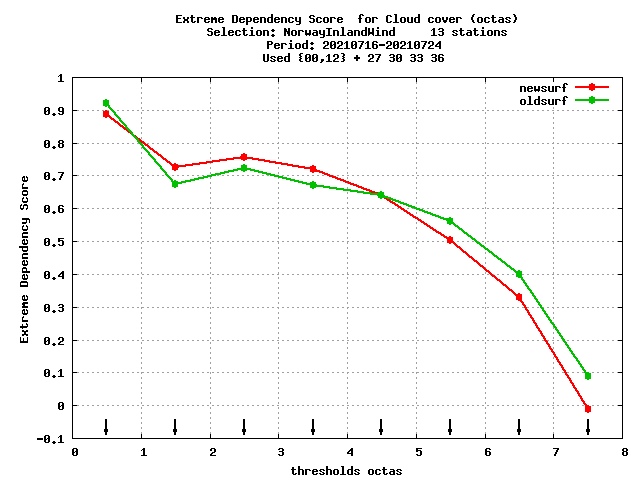 Extreme Dependency Score  for Cloud cover (octas)
Selection: NorwayInlandWind     13 stations
Period: 20210716-20210724
Used {00,12} + 27 30 33 36
newsurf
oldsurf
Extreme Dependency Score
1
0.9
0.8
0.7
0.6
0.5
0.4
0.3
0.2
0.1
0
-0.1
0 1 2 3 4 5 6 7 8
thresholds octas